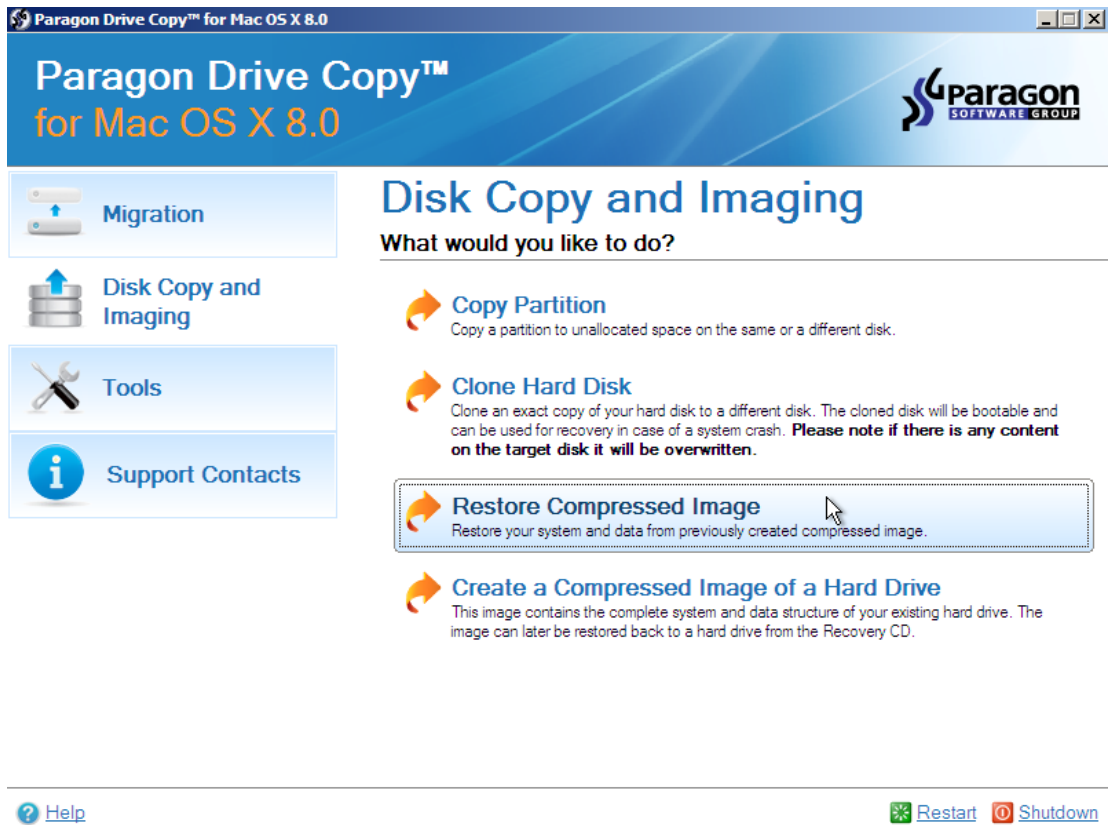 Paragon Drive Copy™ for Mac OS X 8.0
Paragon Drive Copy™
for Mac OS X 8.0
Paragon
SOFTWARE GROUP
Migration
Disk Copy and
Imaging
Tools
Support Contacts
Disk Copy and Imaging
What would you like to do?
Copy Partition
Copy a partition to unallocated space on the same or a different disk.
Clone Hard Disk
Clone an exact copy of your hard disk to a different disk. The cloned disk will be bootable and
can be used for recovery in case of a system crash. Please note if there is any content
on the target disk it will be overwritten.
Restore Compressed Image
Restore your system and data from previously created compressed image.
Create a Compressed Image of a Hard Drive
This image contains the complete system and data structure of your existing hard drive. The
image can later be restored back to a hard drive from the Recovery CD.
Help
Restart
Shutdown